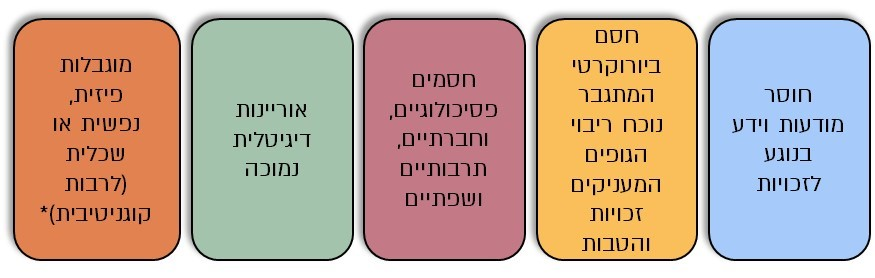 חוסר
מודעות וידע
בנוגע
לזכויות
חסם
ביורוקרטי
המתגבר
נוכח ריבוי
הגופים
המעניקים
זכויות
והטבות
חסמים
פסיכולוגיים,
וחברתיים,
תרבותיים
ושפתיים
אוריינות
דיגיטלית
נמוכה
מוגבלות
פיזית,
נפשית או
שכלית
(לרבות
קוגניטיבית)*